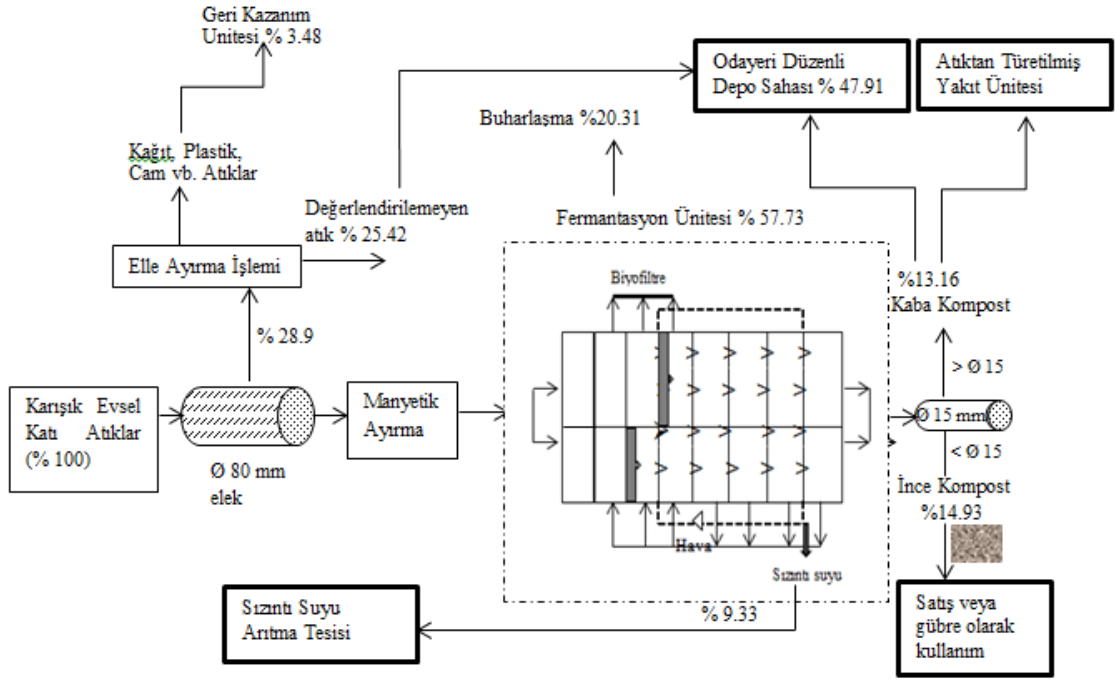 Geri Kazanım
Unitesi % 3.48
Odayeri Düzenli
Depo Sahası % 47.91
Atıktan Türetilmiş
Yakıt Ünitesi
Buharlaşma %20.31
Kağıt, Plastik,
Cam vb. Atıklar
Değerlendirilemeyen
atık % 25.42
Fermantasyon Ünitesi % 57.73
Elle Ayırma İşlemi
Biyofiltre
%13.16
Kaba Kompost
% 28.9
> Ø 15
Karışık Evsel
Katı Atıklar
(% 100)
Manyetik
Ayırma
Ø 15 mm
< Ø 15
Ø 80 mm
elek
İnce Kompost
%14.93
Hava
Sızıntı suyu
% 9.33
Sızıntı Suyu
Arıtma Tesisi
Satış veya
gübre olarak
kullanım